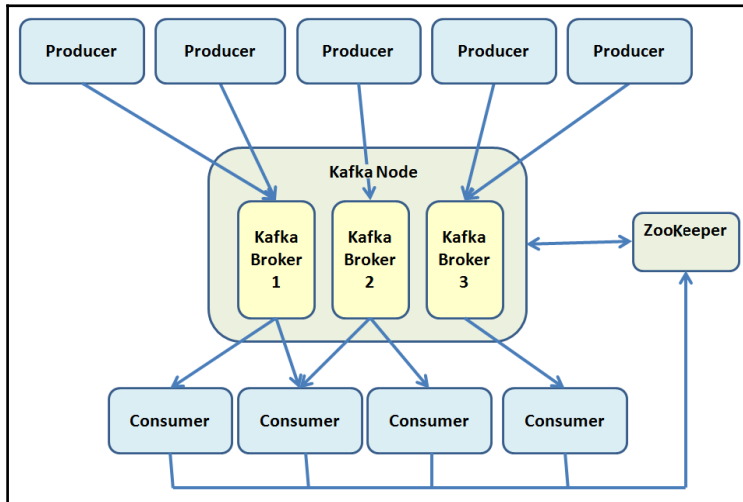 Producer
Producer
Producer
Producer
Producer
Kafka Node
Kafka
Broker
1
Kafka
Broker
2
Kafka
Broker
3
ZooKeeper
Consumer
Consumer
Consumer
Consumer